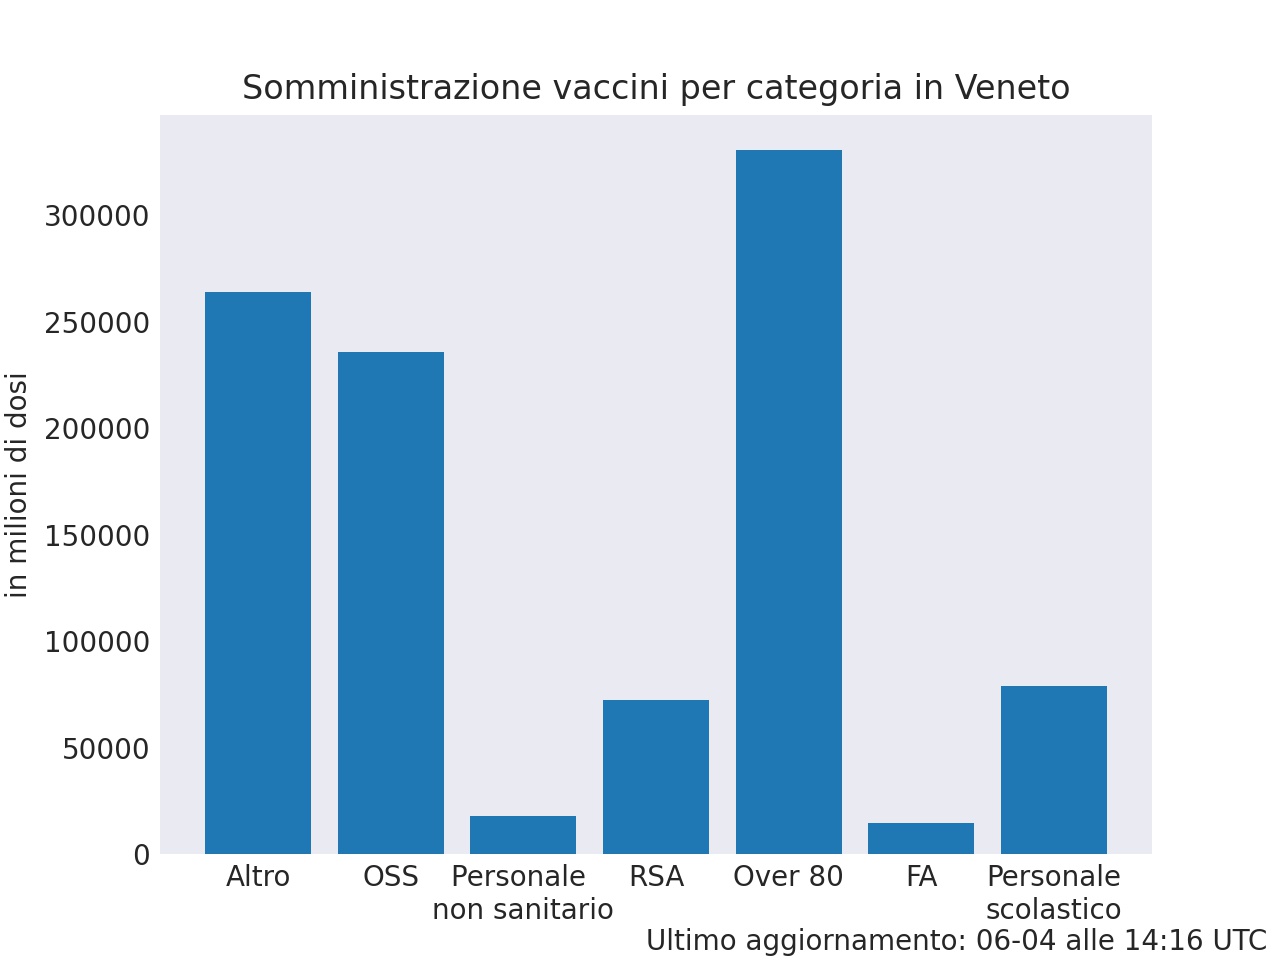 Somministrazione vaccini per categoria in Veneto
in milioni di dosi
300000
250000
200000
150000
100000
50000
0
Altro
OSS
Personale
non sanitario
RSA
Over 80
FA
Personale
scolastico
Ultimo aggiornamento: 06-04 alle 14:16 UTC